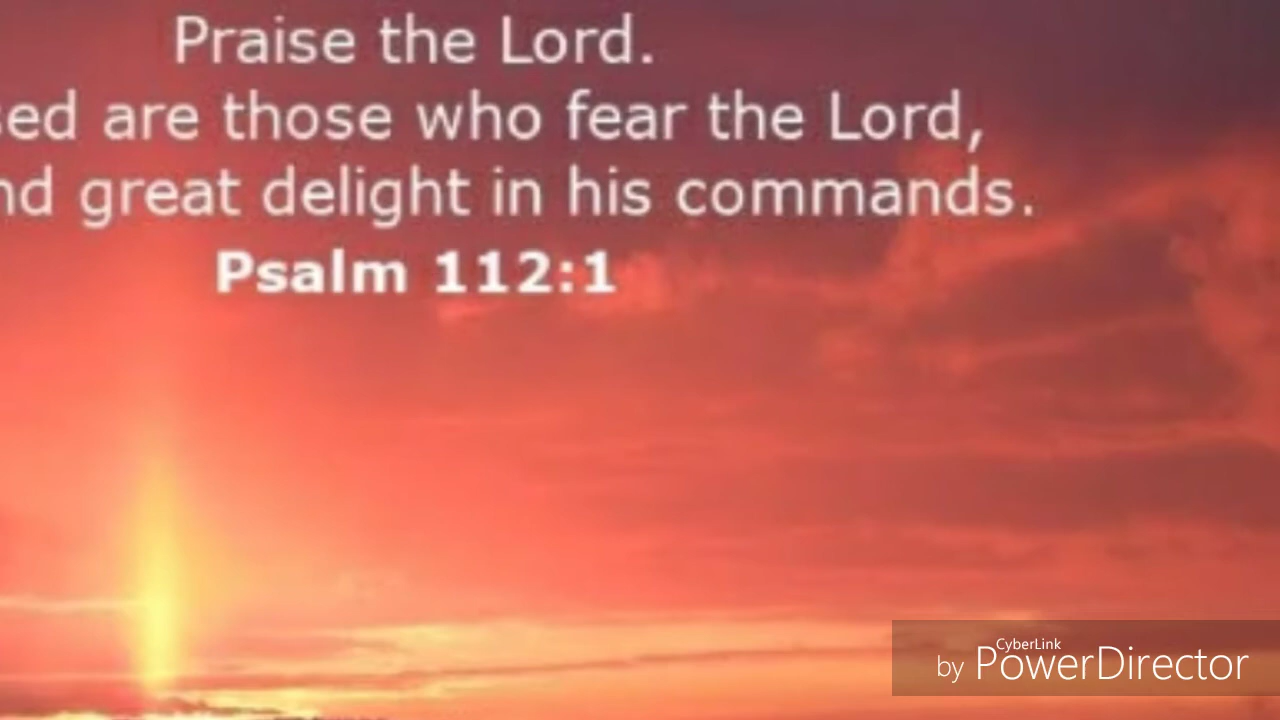 Praise the Lord.
sed are those who fear the Lord,
nd great delight in his commands.
Psalm 112:1
CyberLink
by PowerDirector